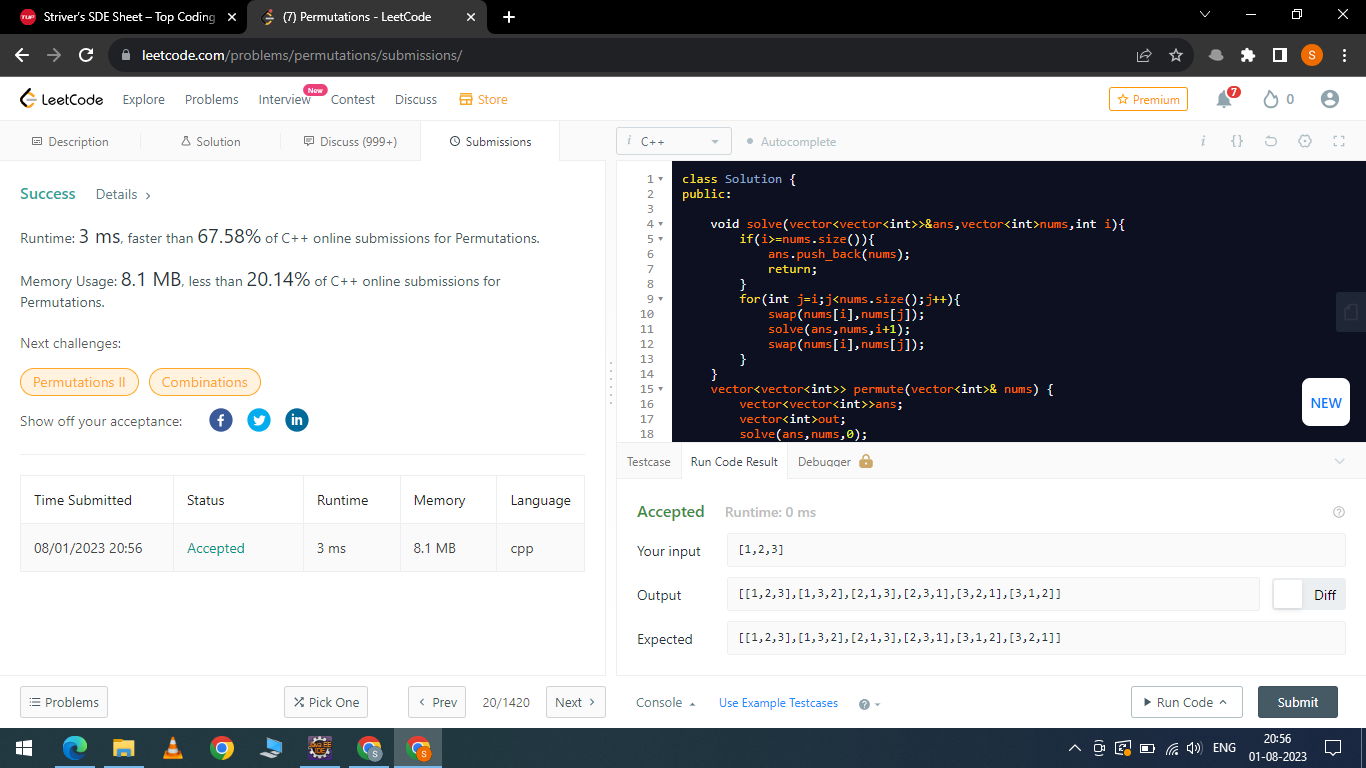 Striver's SDE Sheet – Top Coding
(7) Permutations - LeetCode
leetcode.com/problems/permutations/submissions/
S
LeetCode
Explore
Problems
Interview
New
Contest
Discuss
Store
Premium
7
0
Description
Solution
Discuss (999+)
Submissions
i C++
Autocomplete
i {}
Success
Details
Runtime: 3 ms, faster than 67.58% of C++ online submissions for Permutations.
Memory Usage: 8.1 MB, less than 20.14% of C++ online submissions for
Permutations.
Next challenges:
Permutations II
Combinations
Show off your acceptance:
Time Submitted Status Runtime Memory Language
08/01/2023 20:56 Accepted 3 ms 8.1 MB cpp
1 class Solution {
2 public:
3
4 void solve(vector<vector<int>>&ans,vector<int>nums,int i){
5 if(i>=nums.size()){
6 ans.push_back(nums);
7 return;
8 }
9 for(int j=i;j<nums.size();j++){
10 swap(nums[i],nums[j]);
11 solve(ans,nums,i+1);
12 swap(nums[i],nums[j]);
13 }
14 }
15 vector<vector<int>> permute(vector<int>& nums) {
16 vector<vector<int>>ans;
17 vector<int>out;
18 solve(ans,nums,0);
NEW
Testcase
Run Code Result
Debugger
Accepted
Runtime: 0 ms
Your input
[1,2,3]
Output
[[1,2,3],[1,3,2],[2,1,3],[2,3,1],[3,2,1],[3,1,2]]
Diff
Expected
[[1,2,3],[1,3,2],[2,1,3],[2,3,1],[3,1,2],[3,2,1]]
Problems
Pick One
Prev
20/1420
Next
Console
Use Example Testcases
Run Code
Submit
ENG
20:56
01-08-2023